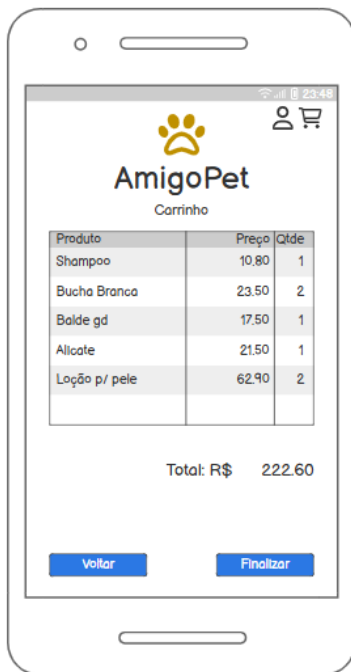 23:48
AmigoPet
Carrinho
Produto Preço Qtde
Shampoo 10,80 1
Bucha Branca 23.50 2
Balde gd 17.50 1
Alicate 21.50 1
Loção p/ pele 62.90 2
Total: R$ 222.60
Voltar Finalizar